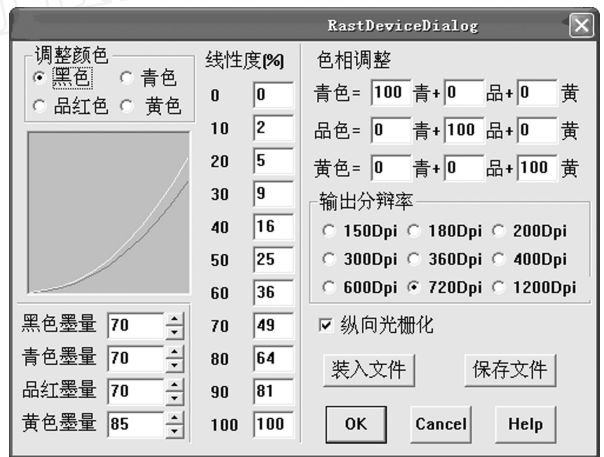 RastDeviceDialog
调整颜色
黑色 青色
品红色 黄色
黑色墨量 70
青色墨量 70
品红墨量 70
黄色墨量 85
线性度(%)
0 0
10 2
20 5
30 9
40 16
50 25
60 36
70 49
80 64
90 81
100 100
色相调整
青色= 100 青+ 0 品+ 0 黄
品色= 0 青+ 100 品+ 0 黄
黄色= 0 青+ 0 品+ 100 黄
输出分辩率
150Dpi 180Dpi 200Dpi
300Dpi 360Dpi 400Dpi
600Dpi 720Dpi 1200Dpi
纵向光栅化
装入文件 保存文件
OK Cancel Help